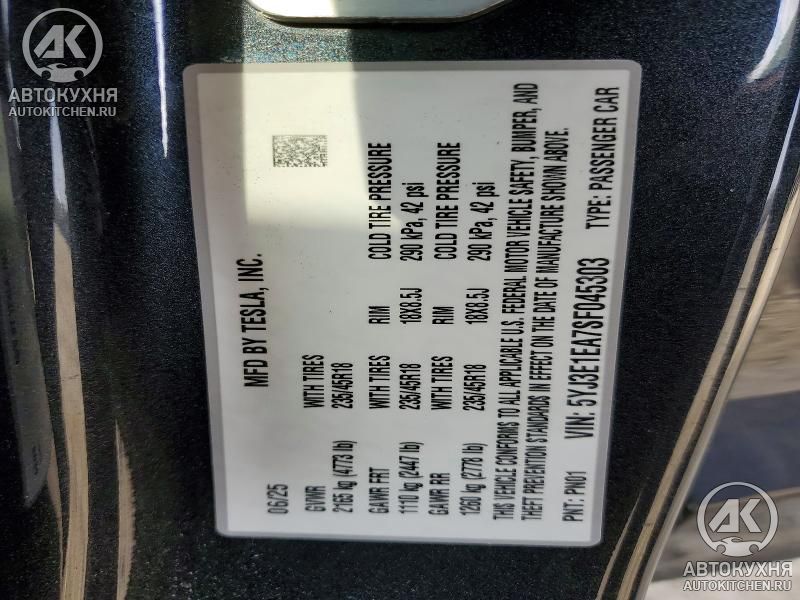 AK
АВТОКУХНЯ
AUTOKITCHEN.RU
MFD BY TESLA, INC.
06/25
GVWR WITH TIRES
2165 kg (4773 lb) 235/45R18
GAWR FRT WITH TIRES RIM COLD TIRE PRESSURE
1110 kg (2447 lb) 235/45R18 18X8.5J 290 kPa, 42 psi
GAWR RR WITH TIRES RIM COLD TIRE PRESSURE
1260 kg (2778 lb) 235/45R18 18X8.5J 290 kPa, 42 psi
THIS VEHICLE CONFORMS TO ALL APPLICABLE U.S. FEDERAL MOTOR VEHICLE SAFETY, BUMPER, AND
THEFT PREVENTION STANDARDS IN EFFECT ON THE DATE OF MANUFACTURE SHOWN ABOVE.
PNT: PN01 VIN: 5YJ3E1EA7SF045303 TYPE: PASSENGER CAR
AK
АВТОКУХНЯ
AUTOKITCHEN.RU